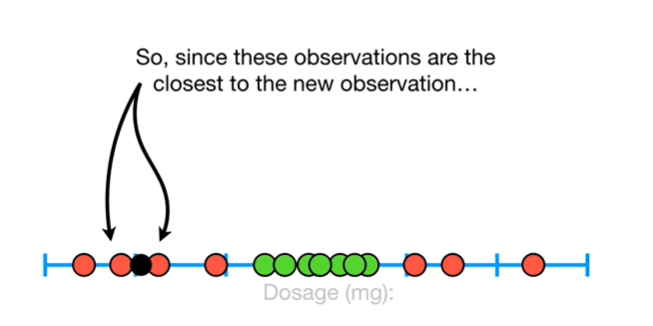 So, since these observations are the
closest to the new observation…
Dosage (mg):